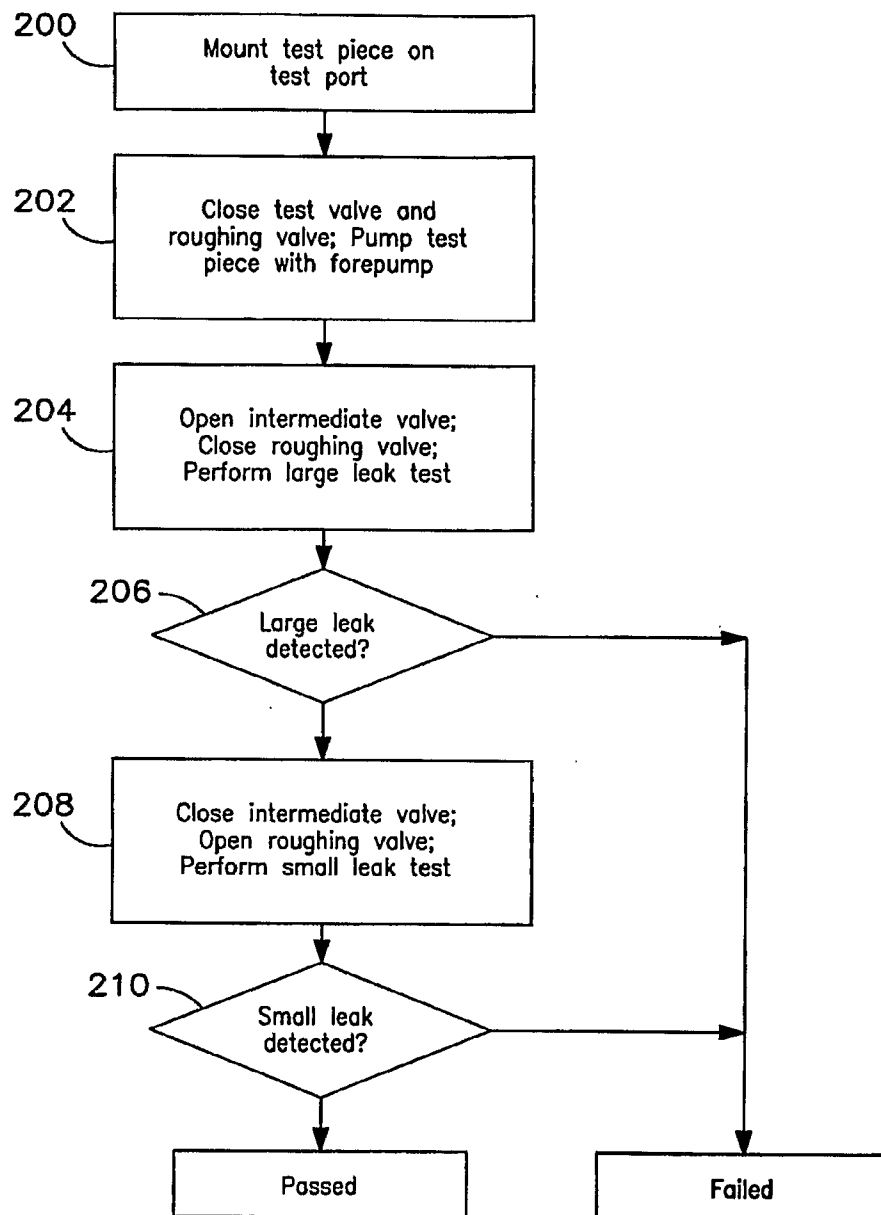 200
Mount test piece on
test port
202
Close test valve and
roughing valve; Pump test
piece with forepump
204
Open intermediate valve;
Close roughing valve;
Perform large leak test
206
Large leak
detected?
208
Close intermediate valve;
Open roughing valve;
Perform small leak test
210
Small leak
detected?
Passed
Failed